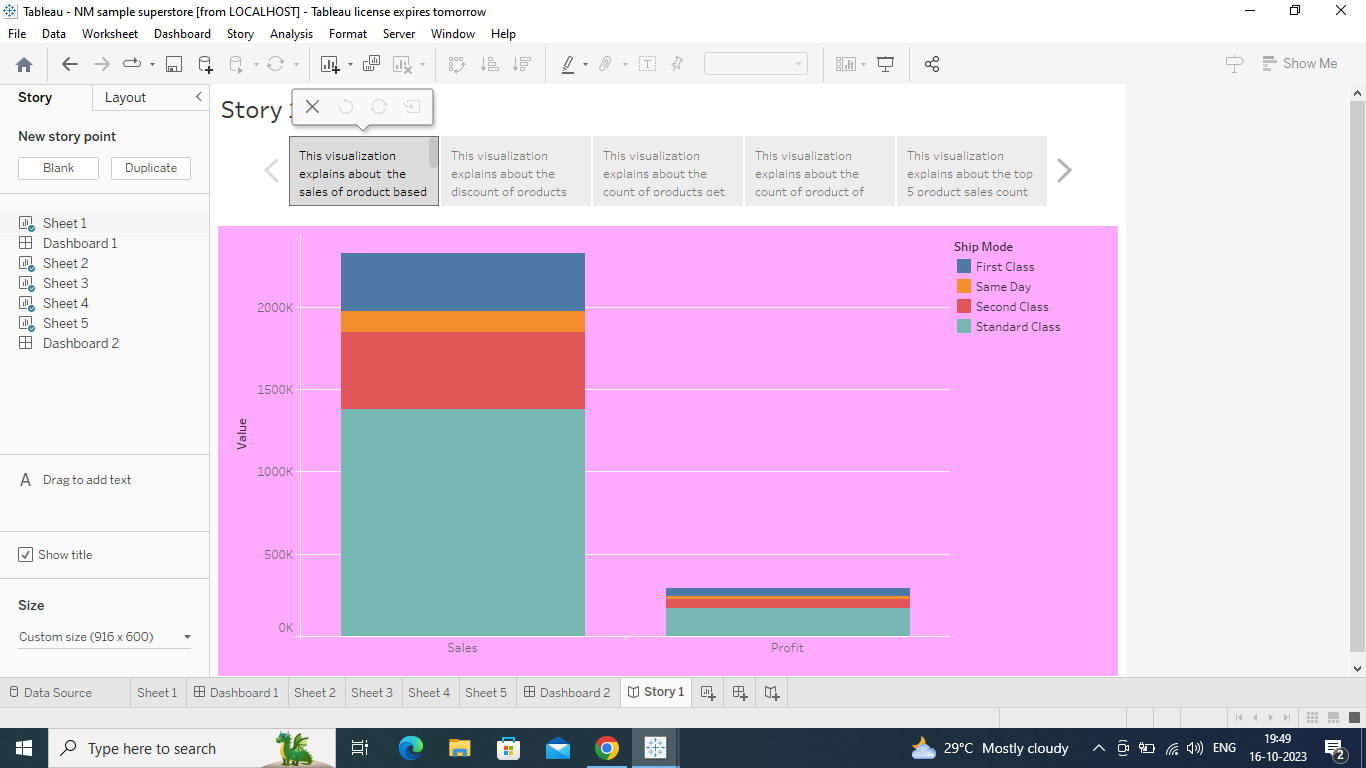 Tableau - NM sample superstore [from LOCALHOST] - Tableau license expires tomorrow
File Data Worksheet Dashboard Story Analysis Format Server Window Help
Show Me
Story Layout
New story point
Blank Duplicate
Sheet 1
Dashboard 1
Sheet 2
Sheet 3
Sheet 4
Sheet 5
Dashboard 2
A Drag to add text
Show title
Size
Custom size (916 x 600)
Story
This visualization
explains about the
sales of product based
This visualization
explains about the
discount of products
This visualization
explains about the
count of products get
This visualization
explains about the
count of product of
This visualization
explains about the top
5 product sales count
Value
2000K
1500K
1000K
500K
0K
Sales Profit
Ship Mode
First Class
Same Day
Second Class
Standard Class
Data Source Sheet 1 Dashboard 1 Sheet 2 Sheet 3 Sheet 4 Sheet 5 Dashboard 2 Story 1
Type here to search
29°C Mostly cloudy
ENG
19:49
16-10-2023
2